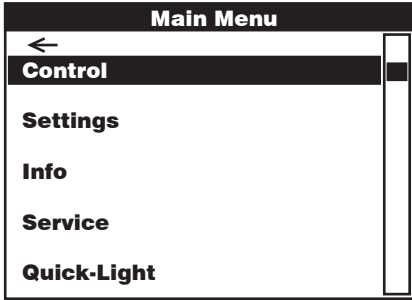 Main Menu
←
Control
Settings
Info
Service
Quick-Light